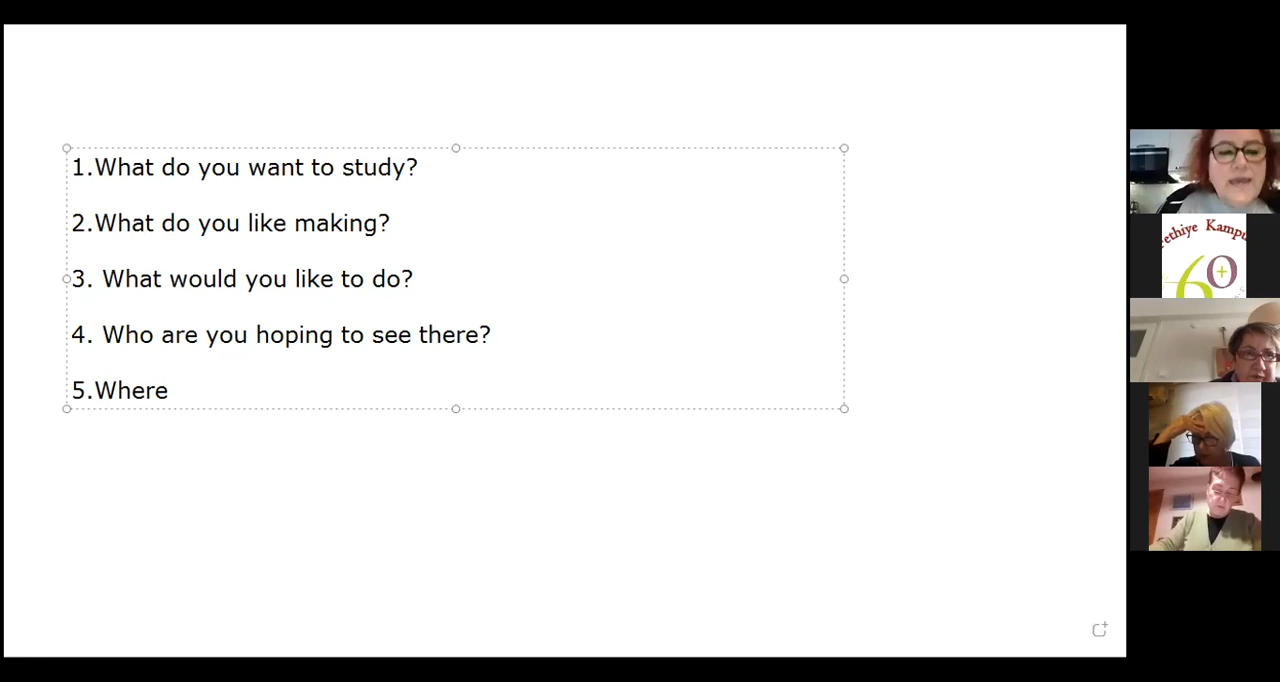 1.What do you want to study?
2.What do you like making?
3. What would you like to do?
4. Who are you hoping to see there?
5.Where
60+